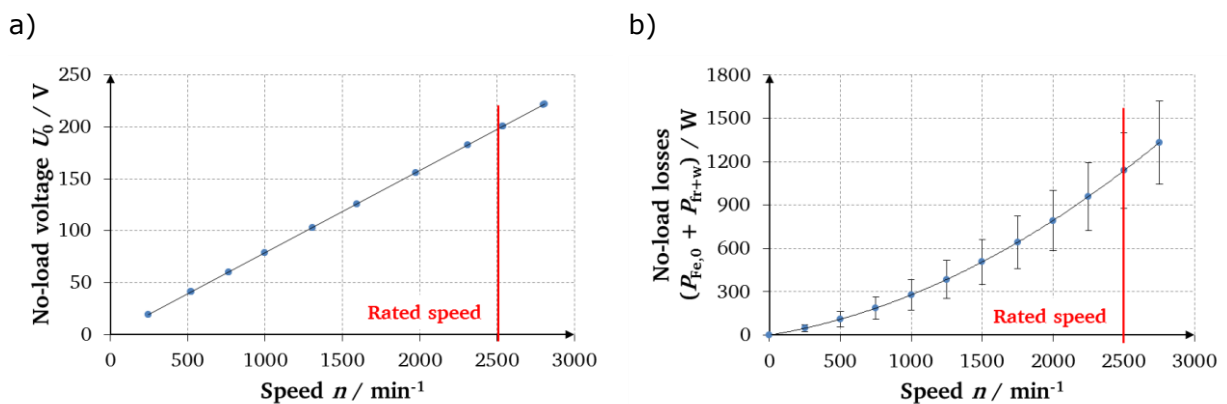 a)
No-load voltage U₀ / V
250
200
150
100
50
0
0 500 1000 1500 2000 2500 3000
Rated speed
Speed n / min⁻¹
b)
No-load losses
(P_Fe,0 + P_fr+w) / W
1800
1500
1200
900
600
300
0
0 500 1000 1500 2000 2500 3000
Rated speed
Speed n / min⁻¹